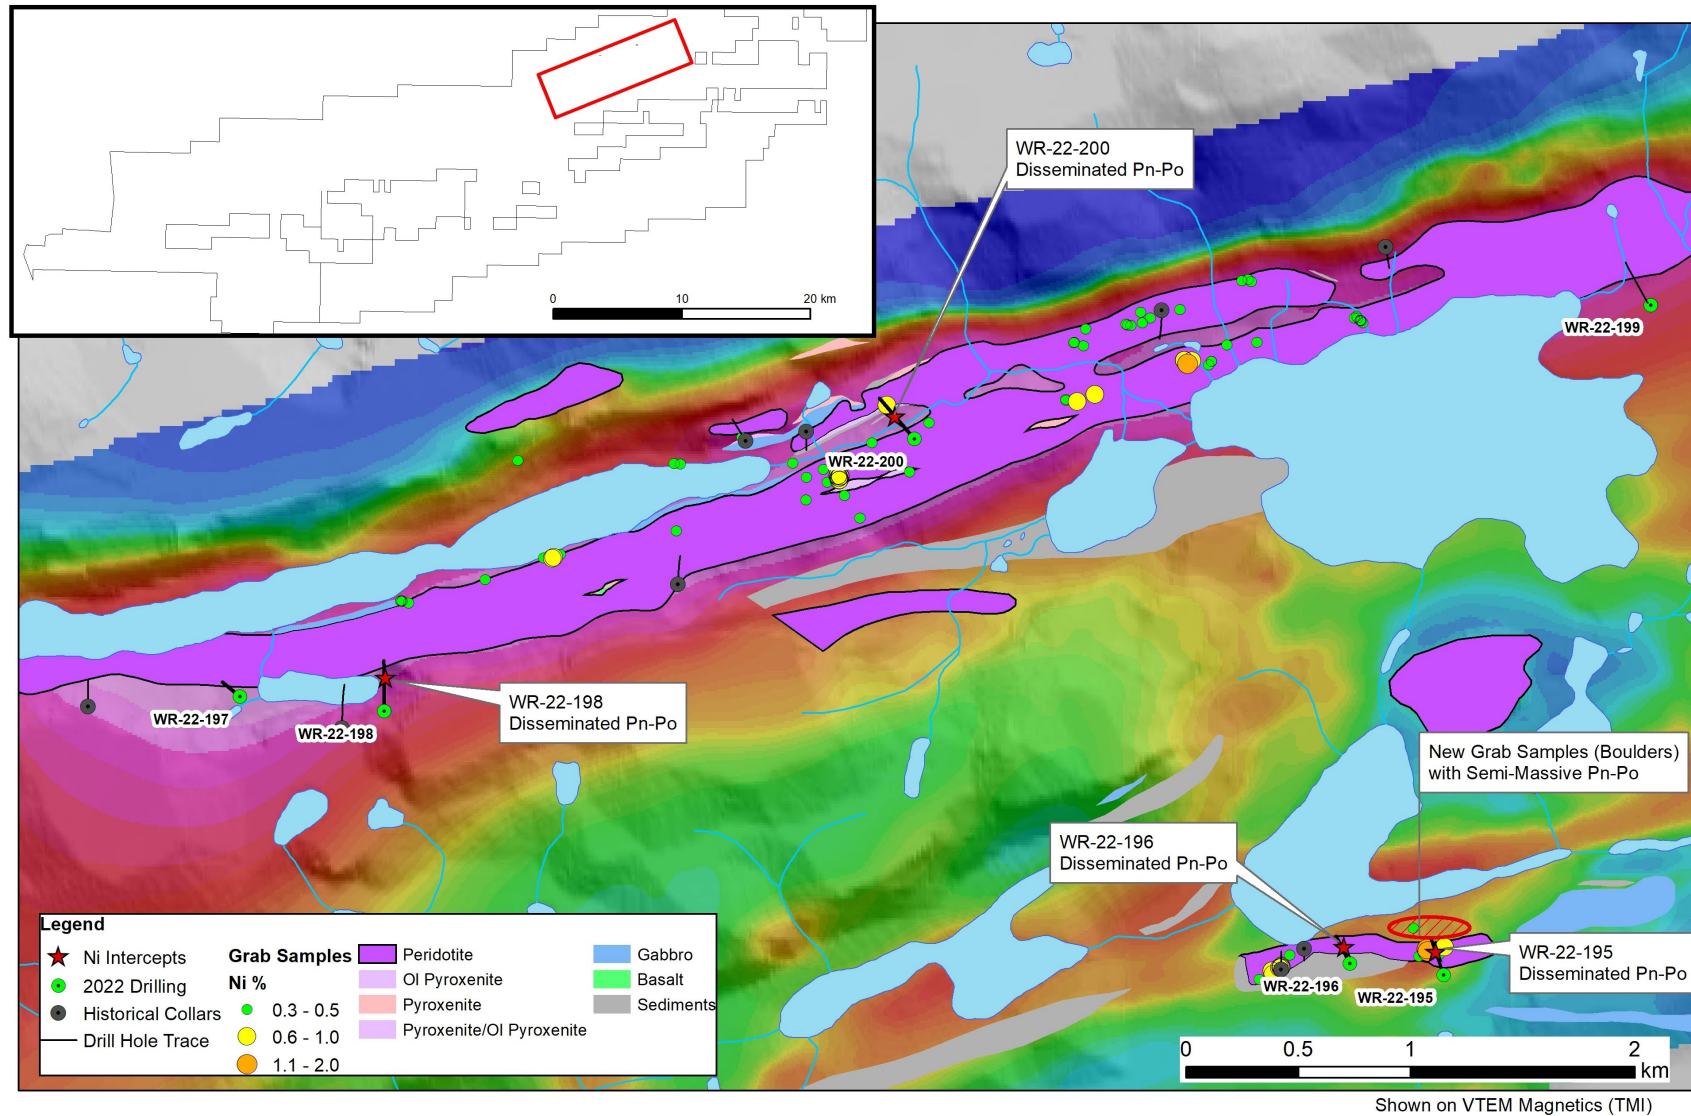 0
10
20 km
WR-22-200
Disseminated Pn-Po
WR-22-199
WR-22-200
WR-22-198
Disseminated Pn-Po
WR-22-197
WR-22-198
New Grab Samples (Boulders)
with Semi-Massive Pn-Po
WR-22-196
Disseminated Pn-Po
WR-22-195
Disseminated Pn-Po
WR-22-196
WR-22-195
Legend
Ni Intercepts
2022 Drilling
Historical Collars
Drill Hole Trace
Grab Samples
Ni %
0.3 - 0.5
0.6 - 1.0
1.1 - 2.0
Peridotite
Ol Pyroxenite
Pyroxenite
Pyroxenite/Ol Pyroxenite
Gabbro
Basalt
Sediments
0
0.5
1
2
km
Shown on VTEM Magnetics (TMI)